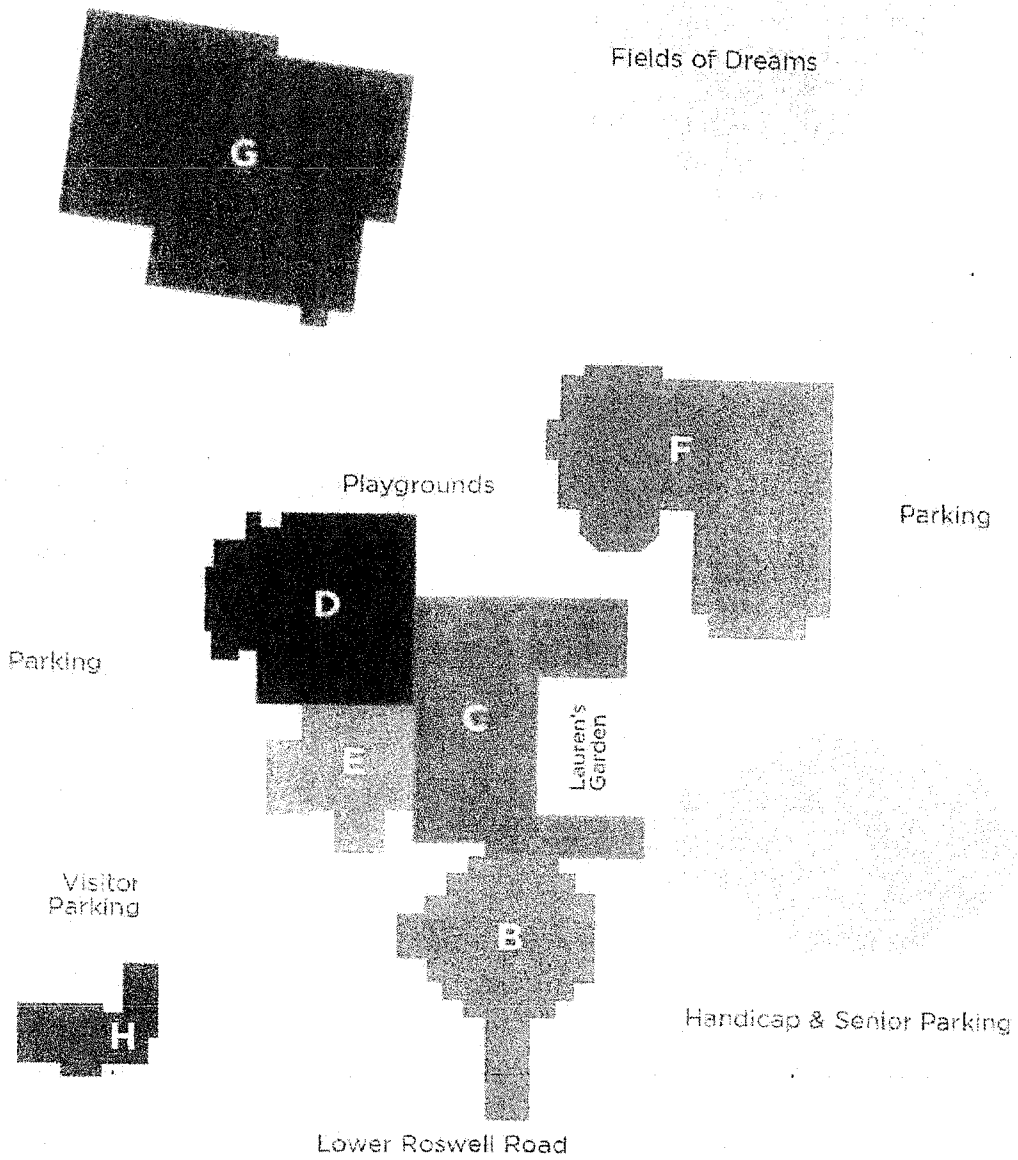 Fields of Dreams
G
F
Playgrounds
Parking
D
Parking
C
Lauren's
Garden
E
Visitor
Parking
B
H
Handicap & Senior Parking
Lower Roswell Road